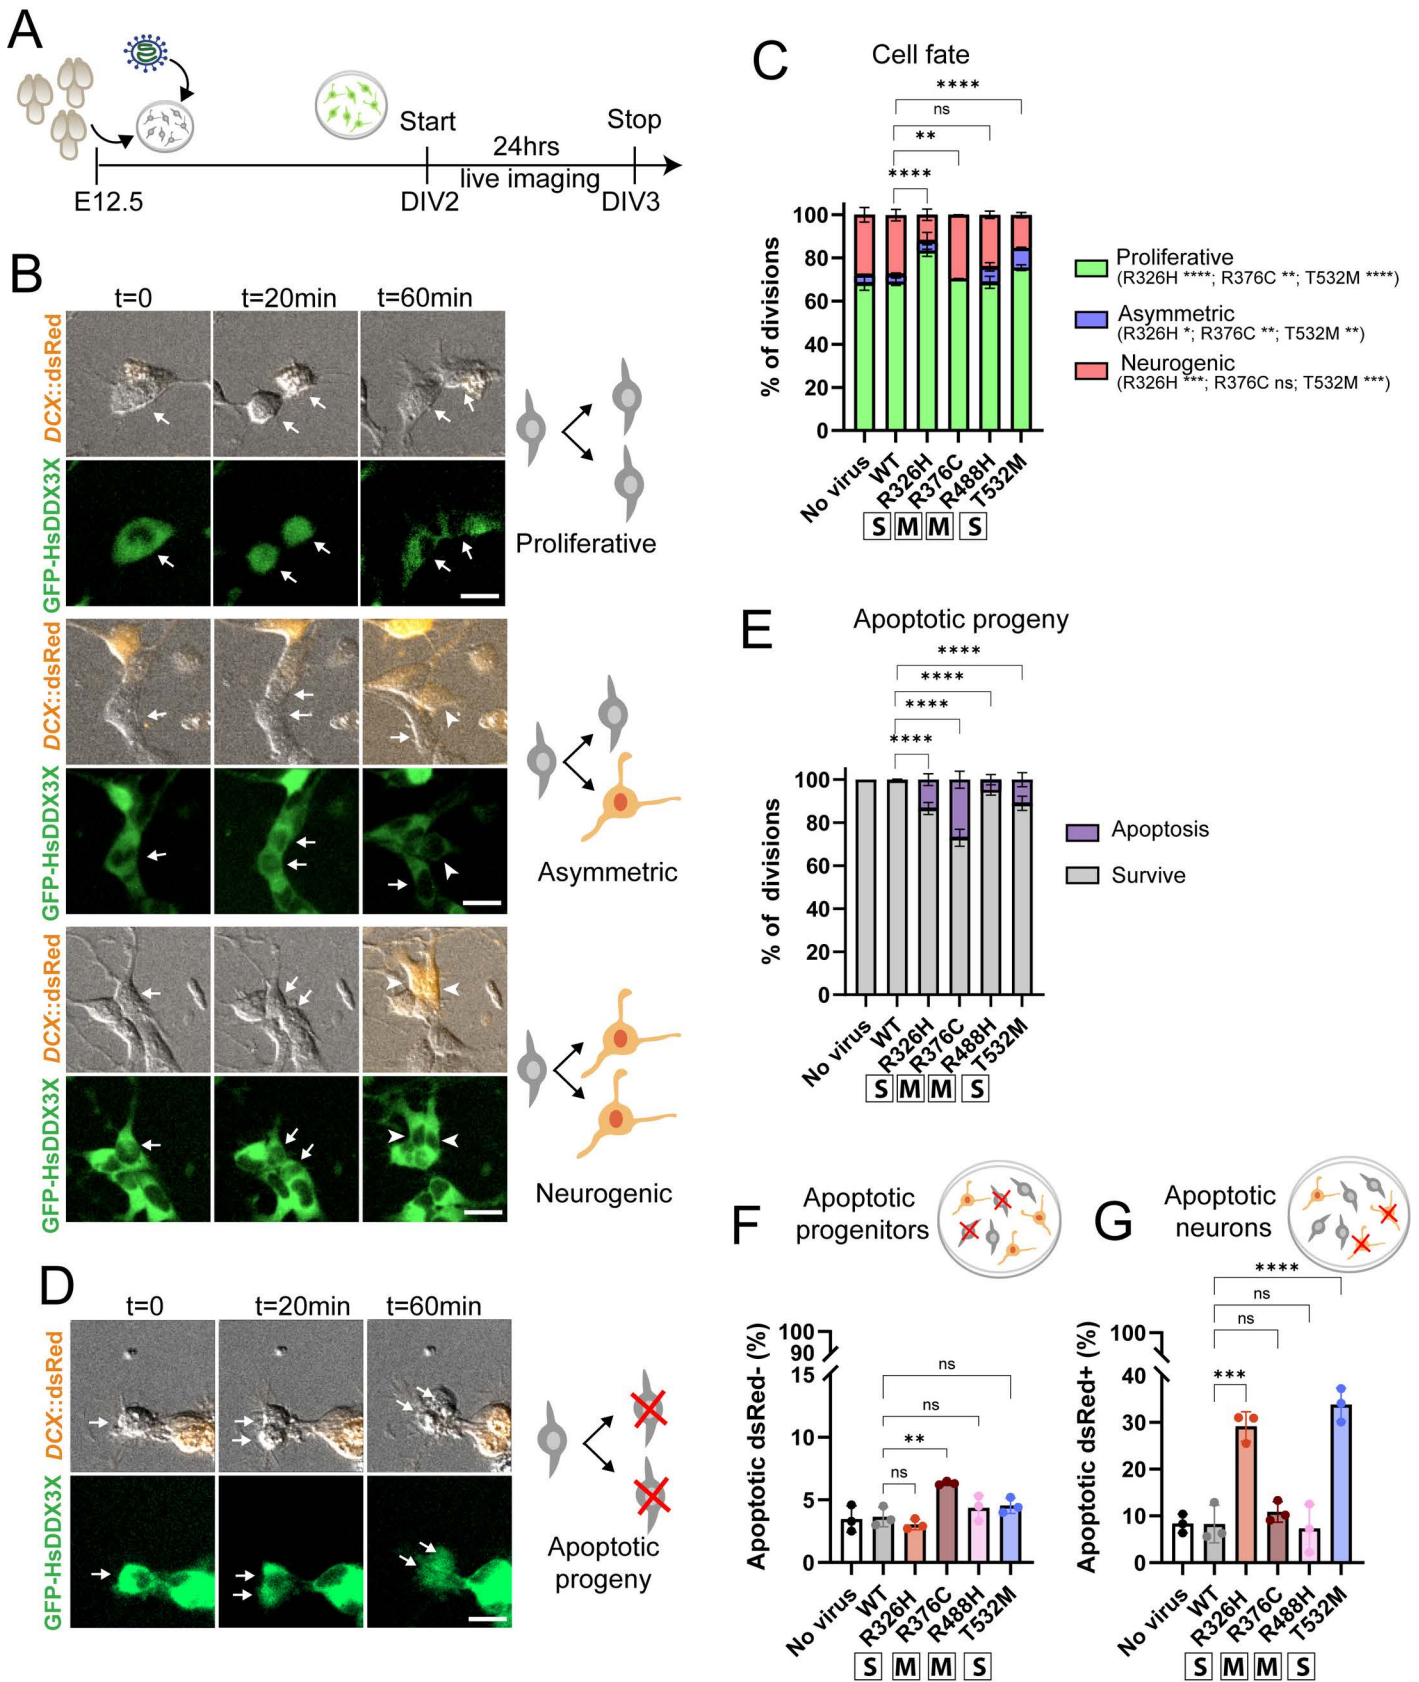 A
Start
Stop
24hrs
live imaging
E12.5
DIV2
DIV3
B
t=0
t=20min
t=60min
DCX::dsRed
GFP-HsDDX3X
Proliferative
DCX::dsRed
GFP-HsDDX3X
Asymmetric
DCX::dsRed
GFP-HsDDX3X
Neurogenic
C
Cell fate
****
ns
**
****
% of divisions
100
80
60
40
20
0
No virus
WT
R326H
R376C
R488H
T532M
S M M S
Proliferative
(R326H ****; R376C **; T532M ****)
Asymmetric
(R326H *; R376C **; T532M **)
Neurogenic
(R326H ***; R376C ns; T532M ***)
D
t=0
t=20min
t=60min
DCX::dsRed
GFP-HsDDX3X
Apoptotic
progeny
E
Apoptotic progeny
****
****
****
****
% of divisions
100
80
60
40
20
0
No virus
WT
R326H
R376C
R488H
T532M
S M M S
Apoptosis
Survive
F
Apoptotic
progenitors
Apoptotic dsRed- (%)
100
90
15
10
5
0
ns
ns
**
ns
No virus
WT
R326H
R376C
R488H
T532M
S M M S
G
Apoptotic
neurons
Apoptotic dsRed+ (%)
100
40
30
20
10
0
****
ns
ns
***
No virus
WT
R326H
R376C
R488H
T532M
S M M S